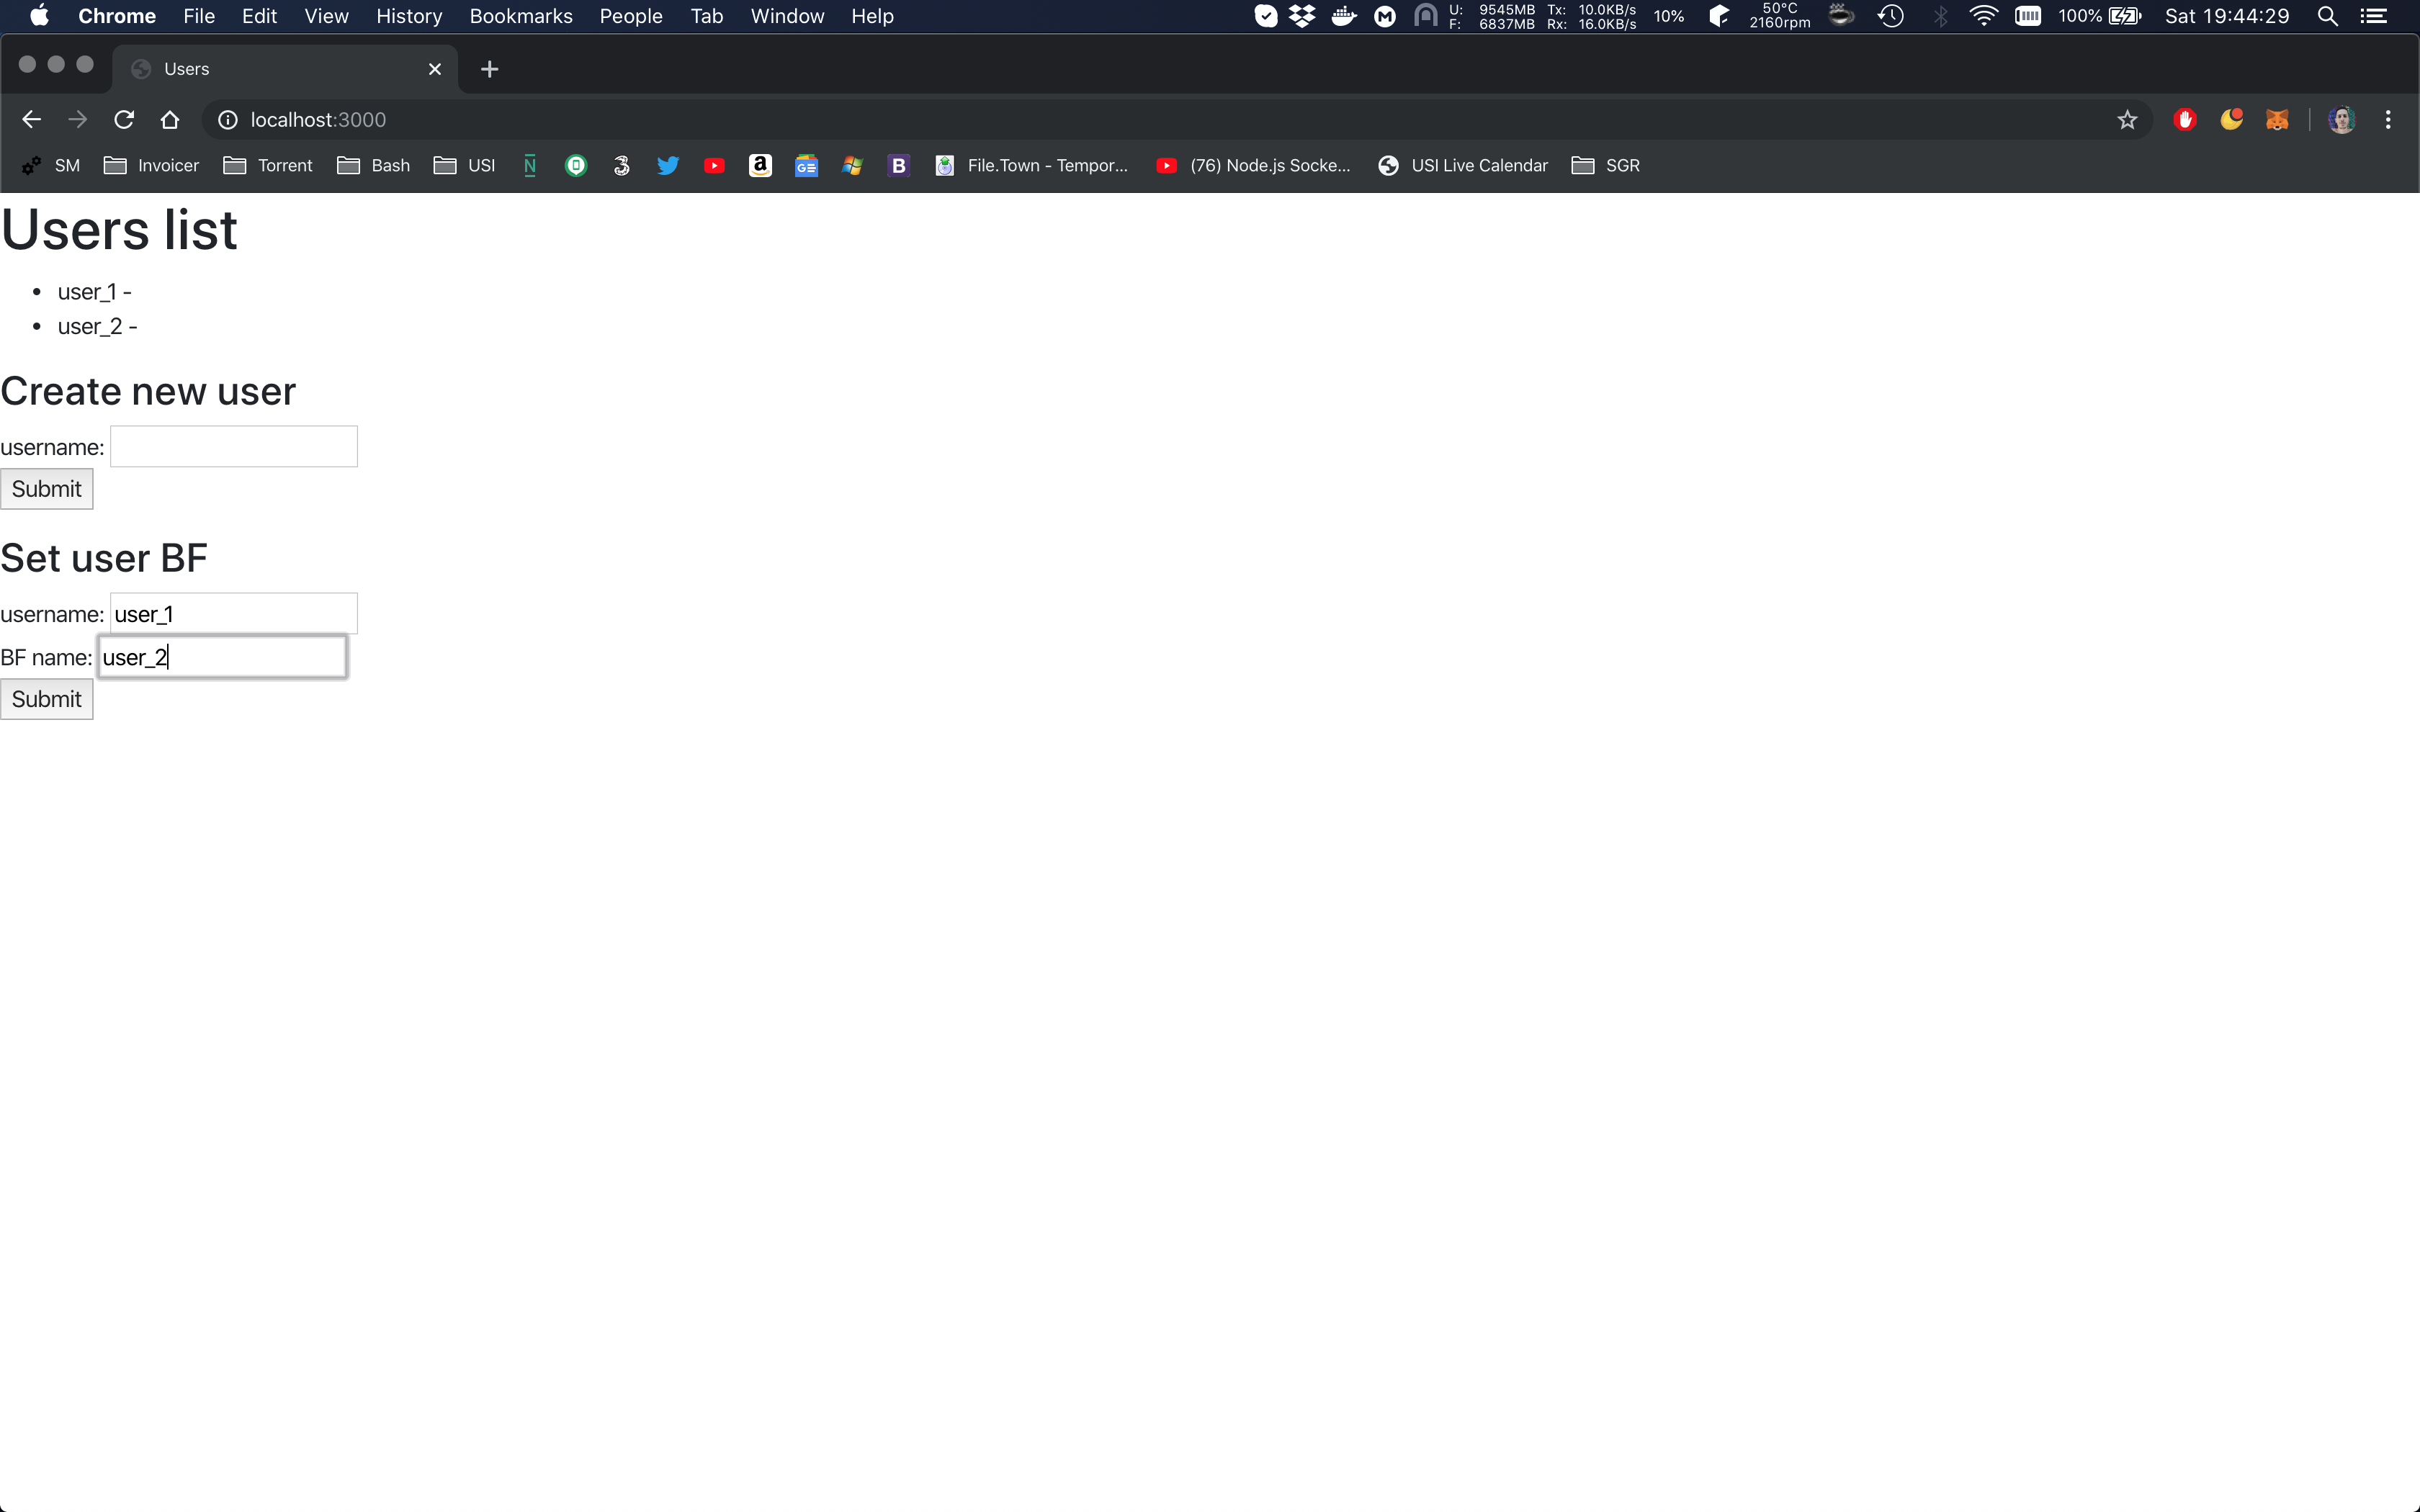 Chrome File Edit View History Bookmarks People Tab Window Help U: 9545MB Tx: 10.0KB/s 10% 50°C 100% Sat 19:44:29
F: 6837MB Rx: 16.0KB/s 2160rpm
Users
localhost:3000
SM Invoicer Torrent Bash USI N 3 a GE B File.Town - Tempor... (76) Node.js Socke... USI Live Calendar SGR
Users list
user_1 -
user_2 -
Create new user
username:
Submit
Set user BF
username: user_1
BF name: user_2
Submit